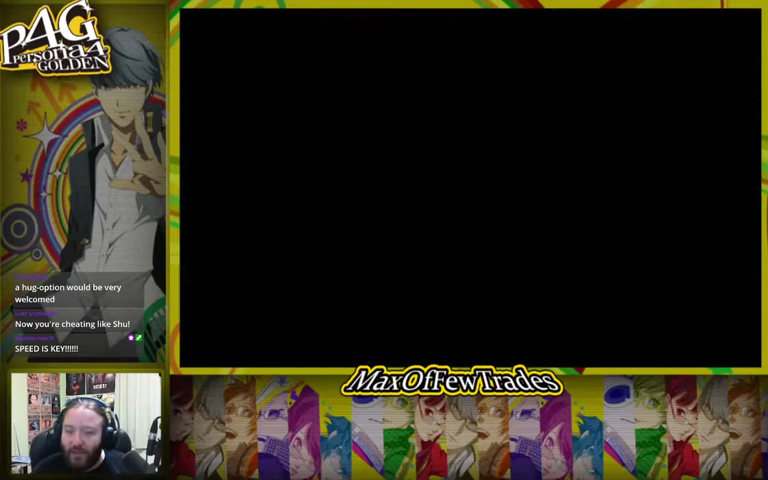 P4G
Persona4
GOLDEN
a hug-option would be very
welcomed
Now you're cheating like Shu!
SPEED IS KEY!!!!!!
MaxOfFewTrades